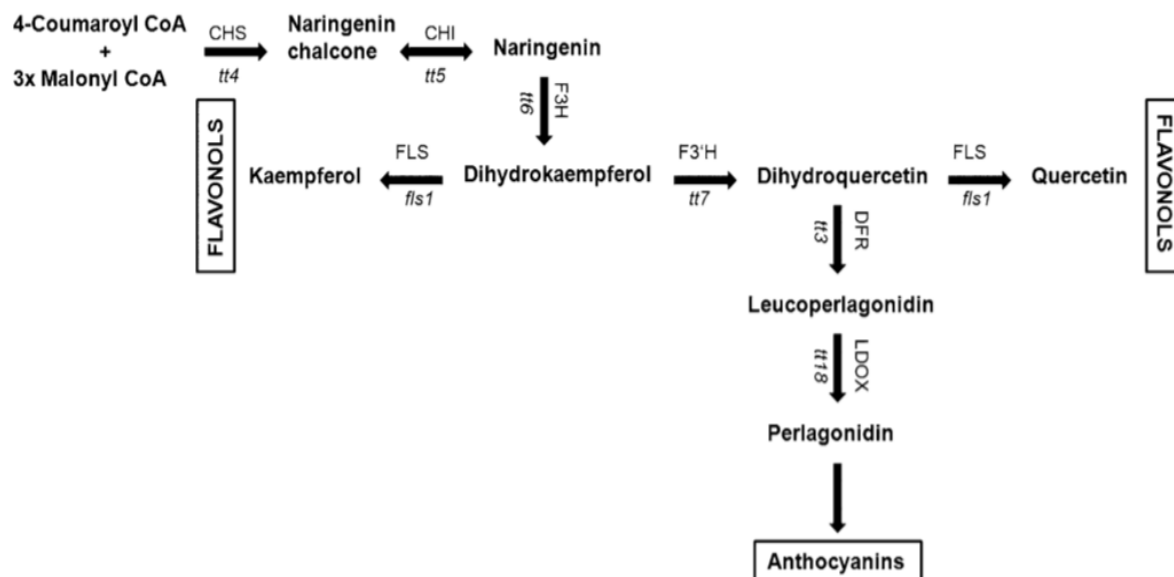 4-Coumaroyl CoA
+
3x Malonyl CoA
CHS
tt4
Naringenin
chalcone
CHI
tt5
Naringenin
F3H
tt6
FLAVONOLS
Kaempferol
FLS
fls1
Dihydrokaempferol
F3'H
tt7
Dihydroquercetin
FLS
fls1
Quercetin
FLAVONOLS
DFR
tt3
Leucoperlagonidin
LDOX
tt18
Perlagonidin
Anthocyanins